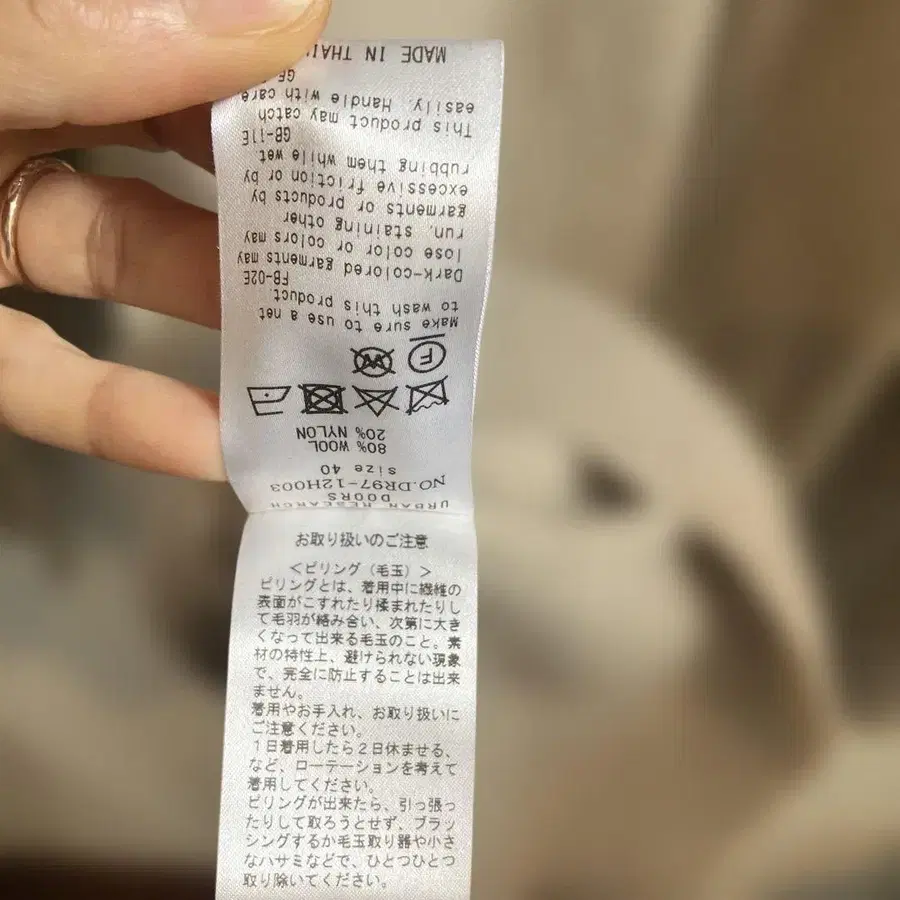 URBAN RESEARCH
DOORS
NO.DR97-12H003
size 40
80% WOOL
20% NYLON
F
W
Make sure to use a net
to wash this product.
FB-02E
Dark-colored garments may
lose color or colors may
run, staining other
garments or products by
excessive friction or by
rubbing them while wet
GB-11E
This product may catch
easily. Handle with care
MADE IN
お取り扱いのご注意
＜ピリング（毛玉）＞
ピリングとは、着用中に繊維の
表面がこすれたり揉まれたりし
て毛羽が絡み合い、次第に大き
くなって出来る毛玉のこと。素
材の特性上、避けられない現象
で、完全に防止することは出来
ません。
着用やお手入れ、お取り扱いに
ご注意ください。
１日着用したら２日休ませる、
など、ローテーションを考えて
着用してください。
ピリングが出来たら、引っ張っ
たりして取ろうとせず、ブラッ
シングするか毛玉取り器や小さ
なハサミなどで、ひとつひとつ
取り除いてください。